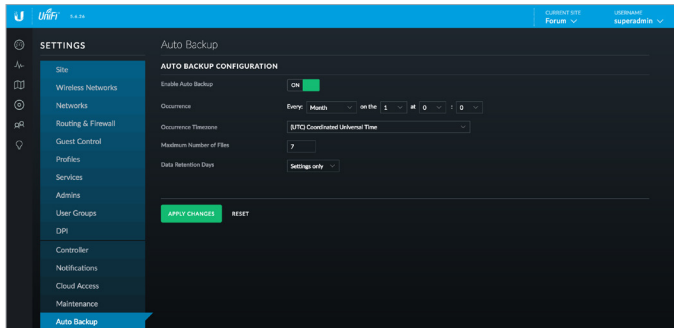 U UniFi 5.6.26 CURRENT SITE USERNAME
Forum superadmin
SETTINGS Auto Backup
Site
Wireless Networks
Networks
Routing & Firewall
Guest Control
Profiles
Services
Admins
User Groups
DPI
Controller
Notifications
Cloud Access
Maintenance
Auto Backup
AUTO BACKUP CONFIGURATION
Enable Auto Backup ON
Occurrence Every: Month on the 1 at 0 : 0
Occurrence Timezone (UTC) Coordinated Universal Time
Maximum Number of Files 7
Data Retention Days Settings only
APPLY CHANGES RESET